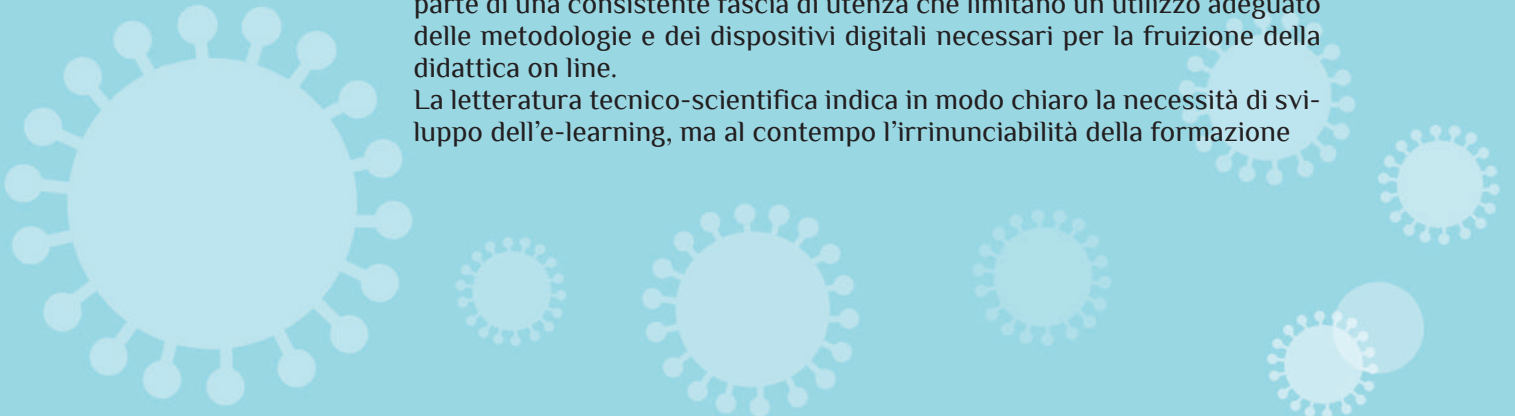 parte di una consistente fascia di utenza che limitano un utilizzo adeguato
delle metodologie e dei dispositivi digitali necessari per la fruizione della
didattica on line.
La letteratura tecnico-scientifica indica in modo chiaro la necessità di svi-
luppo dell'e-learning, ma al contempo l'irrinunciabilità della formazione